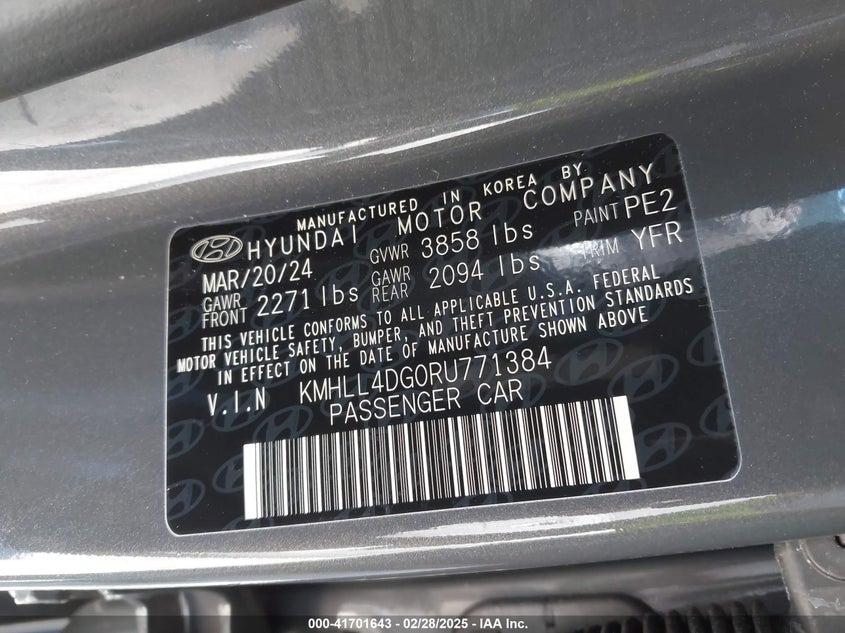 MANUFACTURED IN KOREA BY
HYUNDAI MOTOR COMPANY
MAR/20/24 GVWR 3858 lbs PAINT PE2
GAWR FRONT 2271 lbs GAWR REAR 2094 lbs TRIM YFR
THIS VEHICLE CONFORMS TO ALL APPLICABLE U.S.A. FEDERAL
MOTOR VEHICLE SAFETY, BUMPER, AND THEFT PREVENTION STANDARDS
IN EFFECT ON THE DATE OF MANUFACTURE SHOWN ABOVE
V.I.N KMHLL4DG0RU771384
PASSENGER CAR
000-41701643 / 02/28/2025 - IAA